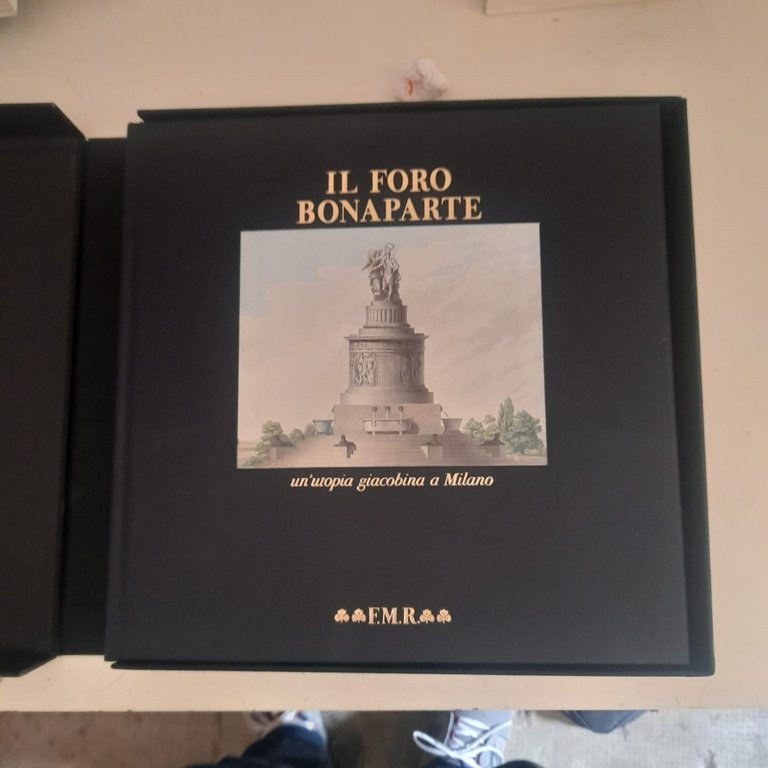 IL FORO
BONAPARTE
un'utopia giacobina a Milano
F.M.R.